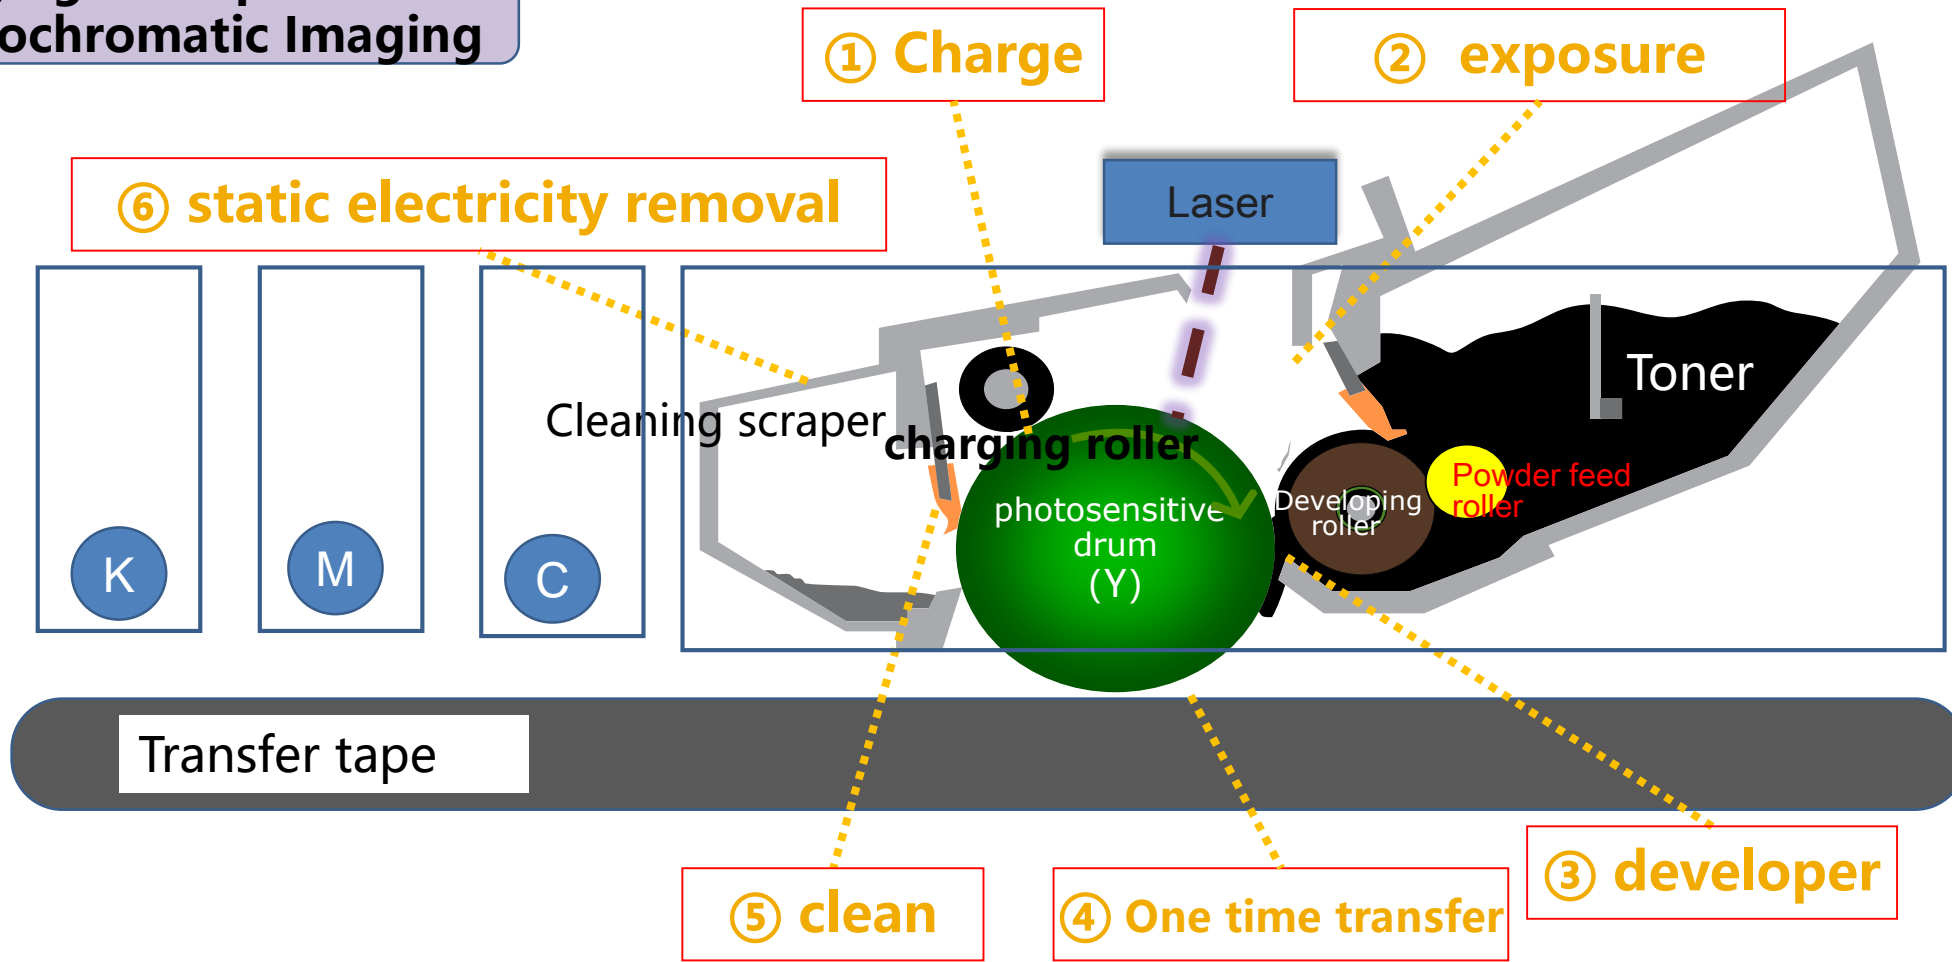 ochromatic Imaging
① Charge
② exposure
⑥ static electricity removal
Laser
Toner
Cleaning scraper
charging roller
Powder feed
roller
photosensitive
drum
(Y)
Developing
roller
K
M
C
Transfer tape
③ developer
⑤ clean
④ One time transfer